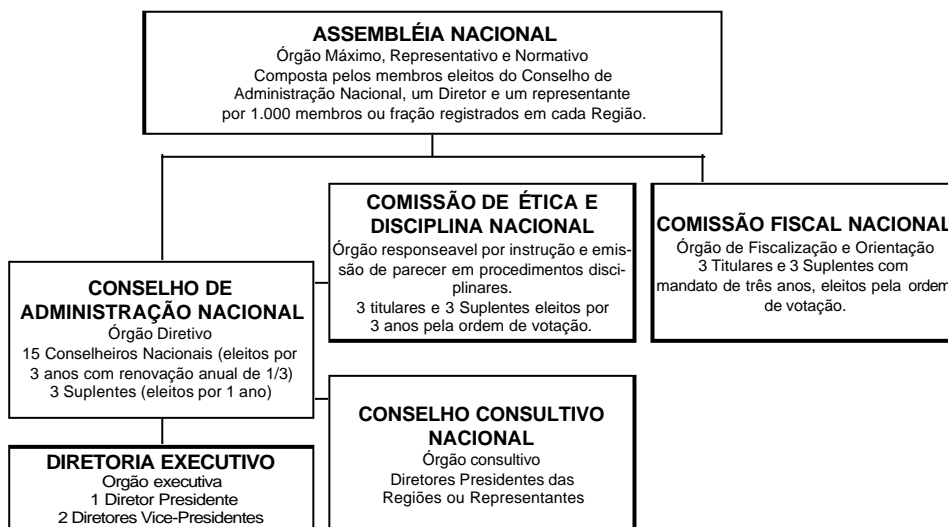 ASSEMBLÉIA NACIONAL
Órgão Máximo, Representativo e Normativo
Composta pelos membros eleitos do Conselho de
Administração Nacional, um Diretor e um representante
por 1.000 membros ou fração registrados em cada Região.
COMISSÃO DE ÉTICA E
DISCIPLINA NACIONAL
Órgão responseavel por instrução e emis-
são de parecer em procedimentos disci-
plinares.
3 titulares e 3 Suplentes eleitos por
3 anos pela ordem de votação.
COMISSÃO FISCAL NACIONAL
Órgão de Fiscalização e Orientação
3 Titulares e 3 Suplentes com
mandato de três anos, eleitos pela ordem
de votação.
CONSELHO DE
ADMINISTRAÇÃO NACIONAL
Órgão Diretivo
15 Conselheiros Nacionais (eleitos por
3 anos com renovação anual de 1/3)
3 Suplentes (eleitos por 1 ano)
CONSELHO CONSULTIVO
NACIONAL
Órgão consultivo
Diretores Presidentes das
Regiões ou Representantes
DIRETORIA EXECUTIVO
Orgão executiva
1 Diretor Presidente
2 Diretores Vice-Presidentes